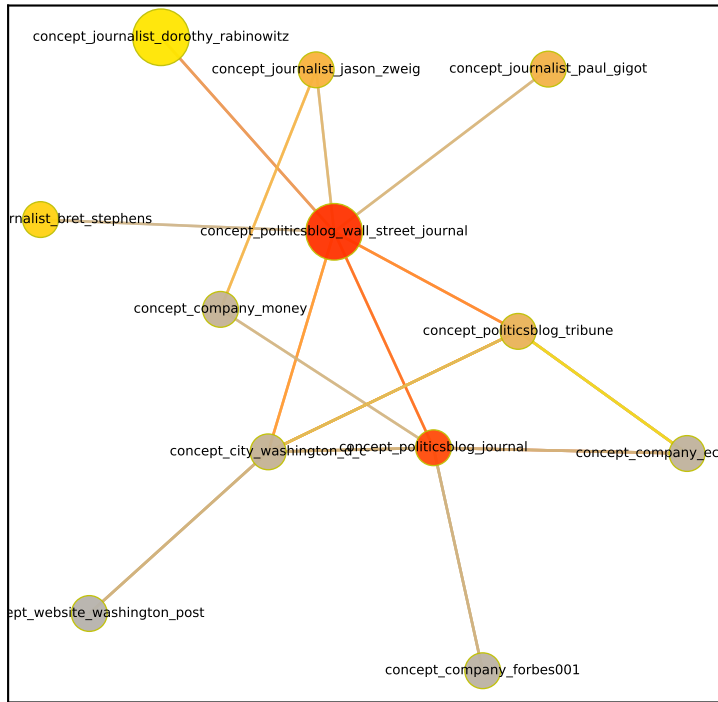 concept_journalist_dorothy_rabinowitz
concept_journalist_jason_zweig
concept_journalist_paul_gigot
rnalist_bret_stephens
concept_politicsblog_wall_street_journal
concept_company_money
concept_politicsblog_tribune
concept_city_washington_d_c
concept_politicsblog_journal
concept_company_ec
ept_website_washington_post
concept_company_forbes001